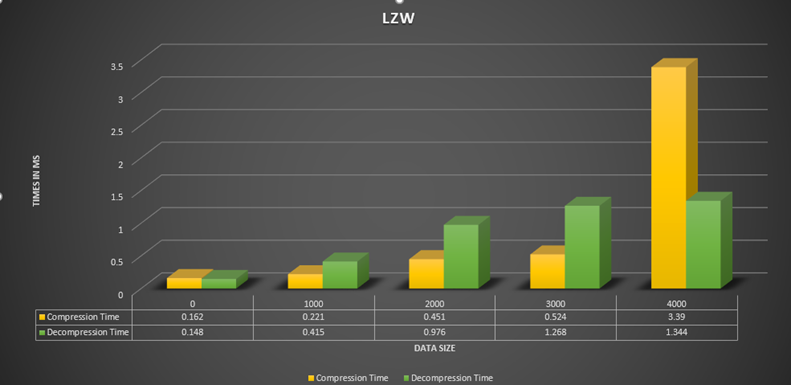 LZW
3.5
3
2.5
2
1.5
1
0.5
0
TIMES IN MS
0 1000 2000 3000 4000
Compression Time 0.162 0.221 0.451 0.524 3.39
Decompression Time 0.148 0.415 0.976 1.268 1.344
DATA SIZE
Compression Time Decompression Time